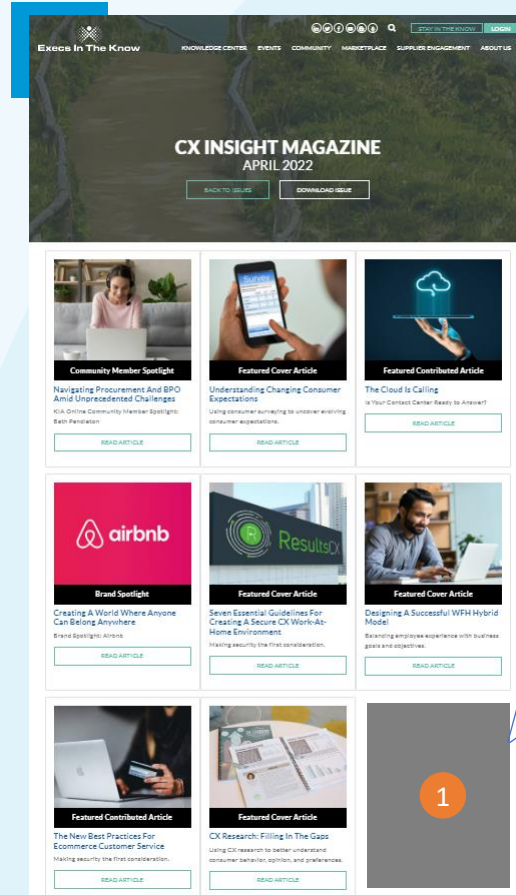 Execs In The Know
STAY IN THE KNOW
LOGIN
KNOWLEDGE CENTER EVENTS COMMUNITY MARKETPLACE SUPPLIER ENGAGEMENT ABOUT US
CX INSIGHT MAGAZINE
APRIL 2022
BACK TO ISSUES
DOWNLOAD ISSUE
Community Member Spotlight
Navigating Procurement And BPO
Amid Unprecedented Challenges
KIA Online Community Member Spotlight:
Beth Pendleton
READ ARTICLE
Survey
Featured Cover Article
Understanding Changing Consumer
Expectations
Using consumer surveying to uncover evolving
consumer expectations.
READ ARTICLE
Featured Contributed Article
The Cloud Is Calling
Is Your Contact Center Ready to Answer?
READ ARTICLE
airbnb
Brand Spotlight
Creating A World Where Anyone
Can Belong Anywhere
Brand Spotlight: Airbnb
READ ARTICLE
ResultsCX
Featured Cover Article
Seven Essential Guidelines For
Creating A Secure CX Work-At-
Home Environment
Making security the first consideration.
READ ARTICLE
Featured Cover Article
Designing A Successful WFH Hybrid
Model
Balancing employee experience with business
goals and objectives.
READ ARTICLE
Featured Contributed Article
The New Best Practices For
Ecommerce Customer Service
Making security the first consideration.
READ ARTICLE
Featured Cover Article
CX Research: Filling In The Gaps
Using CX research to better understand
consumer behavior, opinion, and preferences.
READ ARTICLE
1